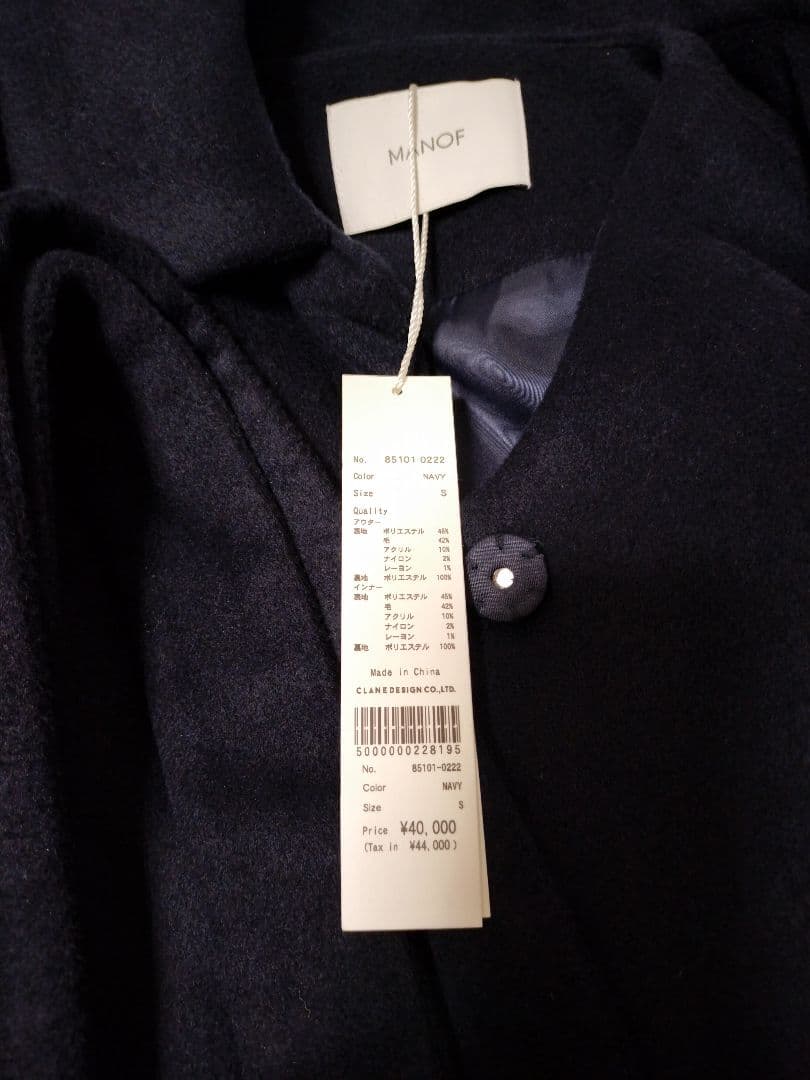 MANOF
No. 85101-0222
Color NAVY
Size S
Quality
アウター
表地 ポリエステル 45%
毛 42%
アクリル 10%
ナイロン 2%
レーヨン 1%
裏地 ポリエステル 100%
インナー
表地 ポリエステル 45%
毛 42%
アクリル 10%
ナイロン 2%
レーヨン 1%
裏地 ポリエステル 100%
Made in China
CLANE DESIGN CO.,LTD.
5000000228195
No. 85101-0222
Color NAVY
Size S
Price ¥40,000
(Tax in ¥44,000)